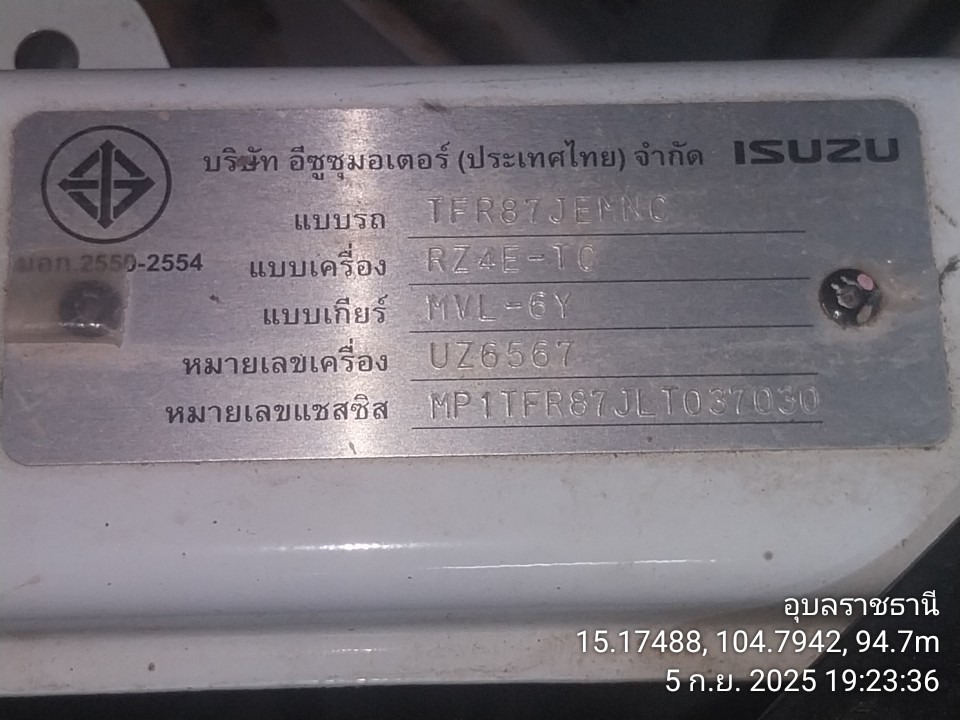 บริษัท อีซูซุมอเตอร์ (ประเทศไทย) จำกัด ISUZU
แบบรถ TFR87JEMNC
มอก.2550-2554
แบบเครื่อง RZ4E-TC
แบบเกียร์ MVL-6Y
หมายเลขเครื่อง UZ6567
หมายเลขแชสซิส MP1TFR87JLT037030
อุบลราชธานี
15.17488, 104.7942, 94.7m
5 ก.ย. 2025 19:23:36